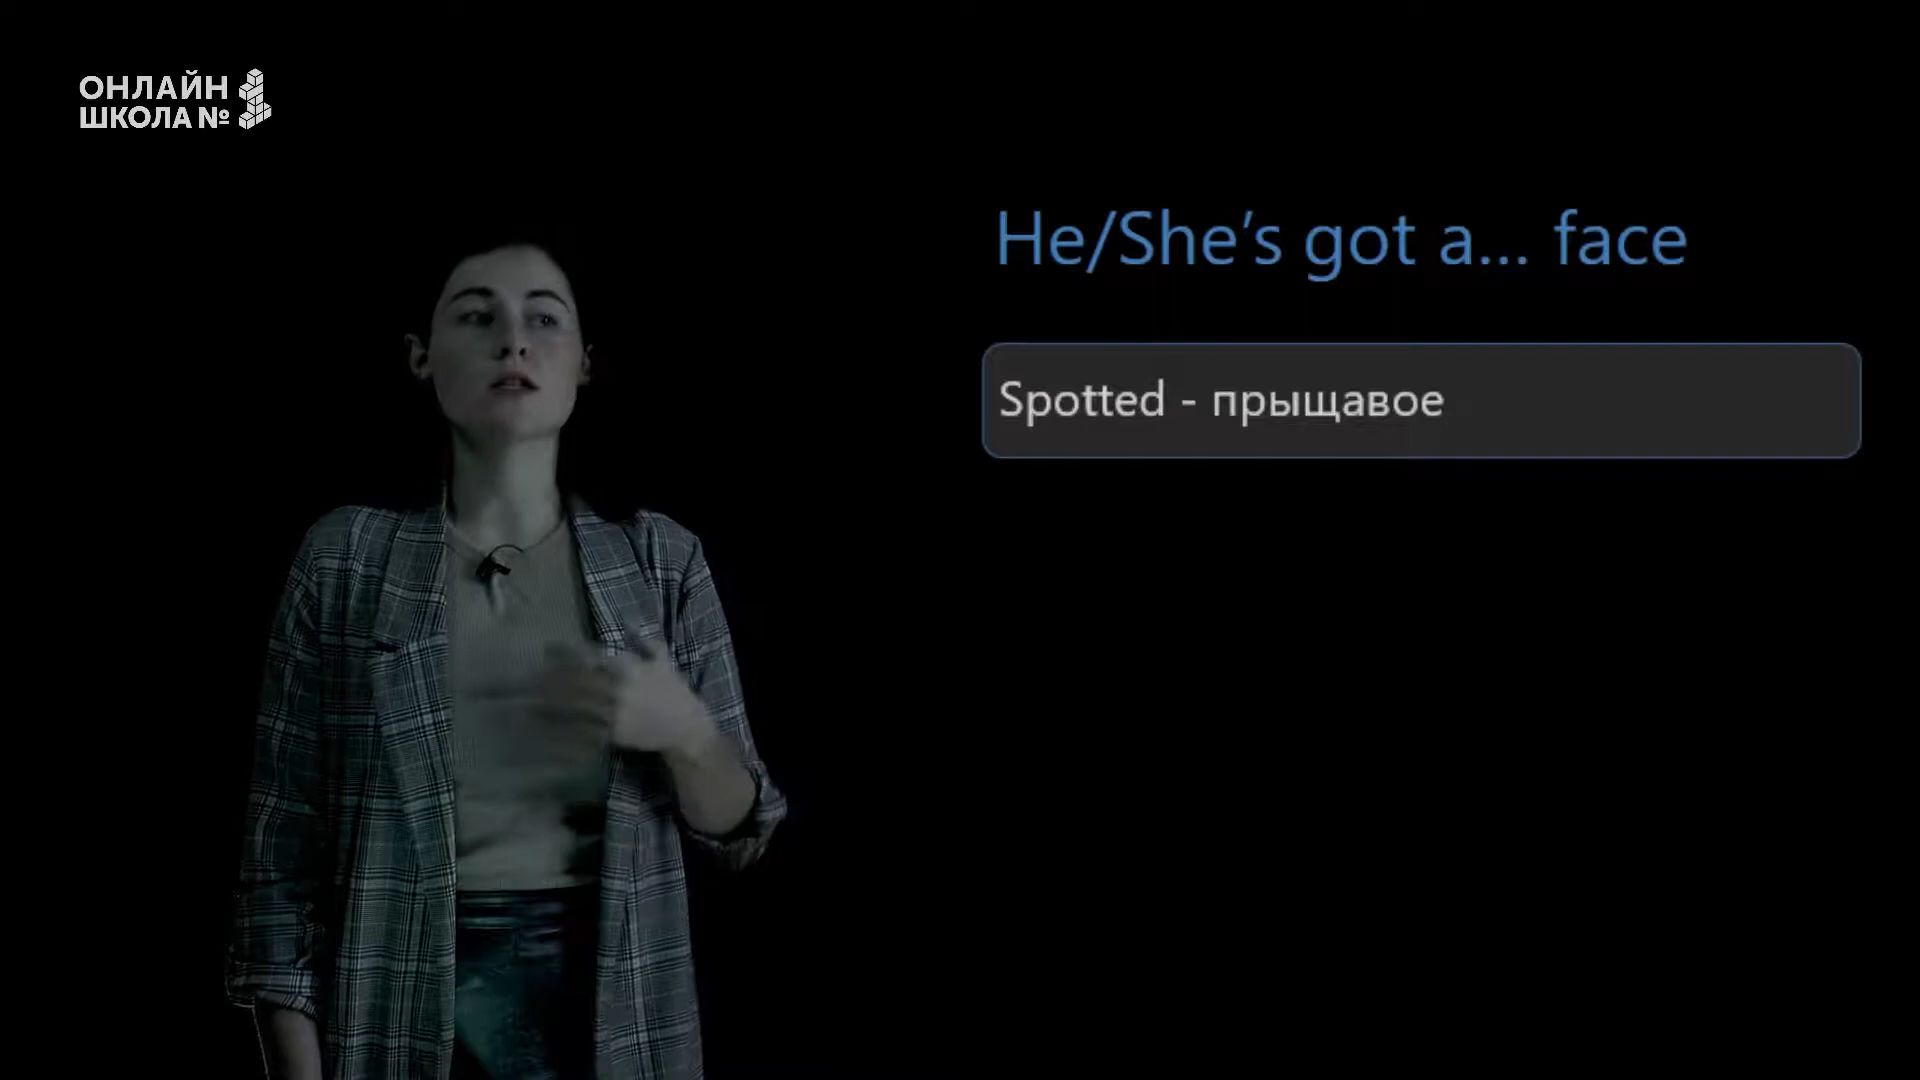 ОНЛАЙН
ШКОЛА №
He/She’s got a... face
Spotted - прыщавое